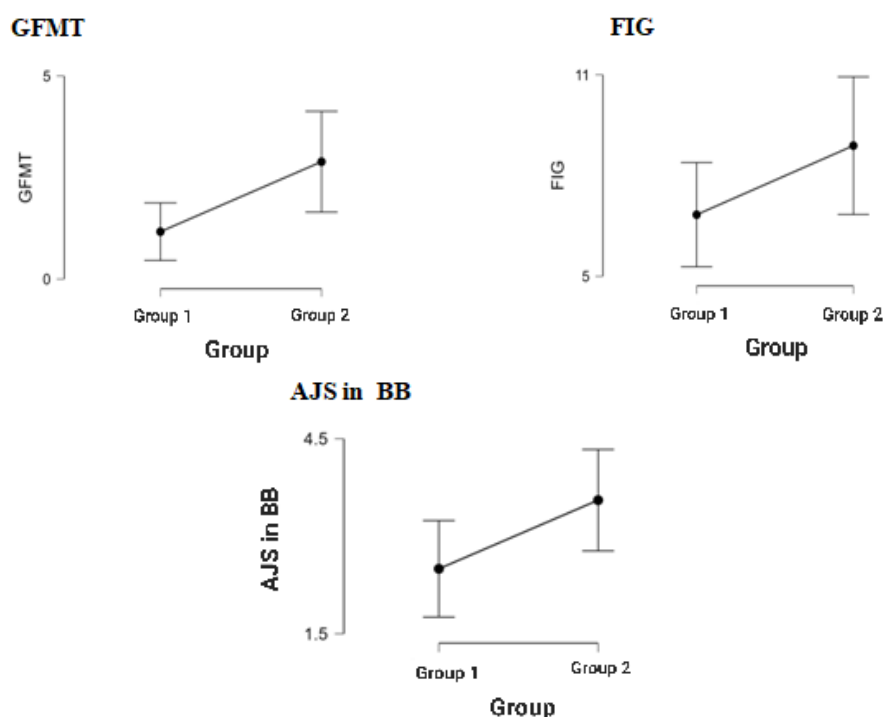 GFMT
5
GFMT
0
Group 1
Group 2
Group
FIG
11
FIG
5
Group 1
Group 2
Group
AJS in BB
4.5
AJS in BB
1.5
Group 1
Group 2
Group